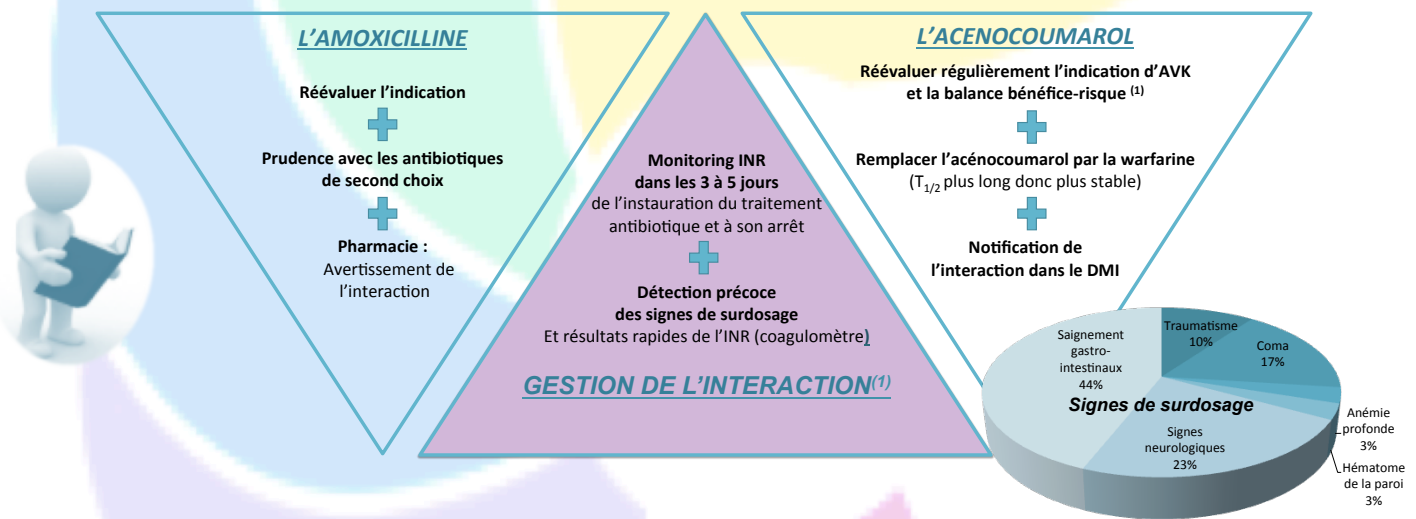 L'AMOXICILLINE
Réévaluer l'indication
Prudence avec les antibiotiques
de second choix
Pharmacie :
Avertissement de
l'interaction
Monitoring INR
dans les 3 à 5 jours
de l'instauration du traitement
antibiotique et à son arrêt
Détection précoce
des signes de surdosage
Et résultats rapides de l'INR (coagulomètre)
GESTION DE L'INTERACTION(1)
L'ACENOCOUMAROL
Réévaluer régulièrement l'indication d'AVK
et la balance bénéfice-risque (1)
Remplacer l'acénocoumarol par la warfarine
(T1/2 plus long donc plus stable)
Notification de
l'interaction dans le DMI
Traumatisme
10%
Coma
17%
Anémie
profonde
3%
Hématome
de la paroi
3%
Signes
neurologiques
23%
Saignement
gastro-
intestinaux
44%
Signes de surdosage